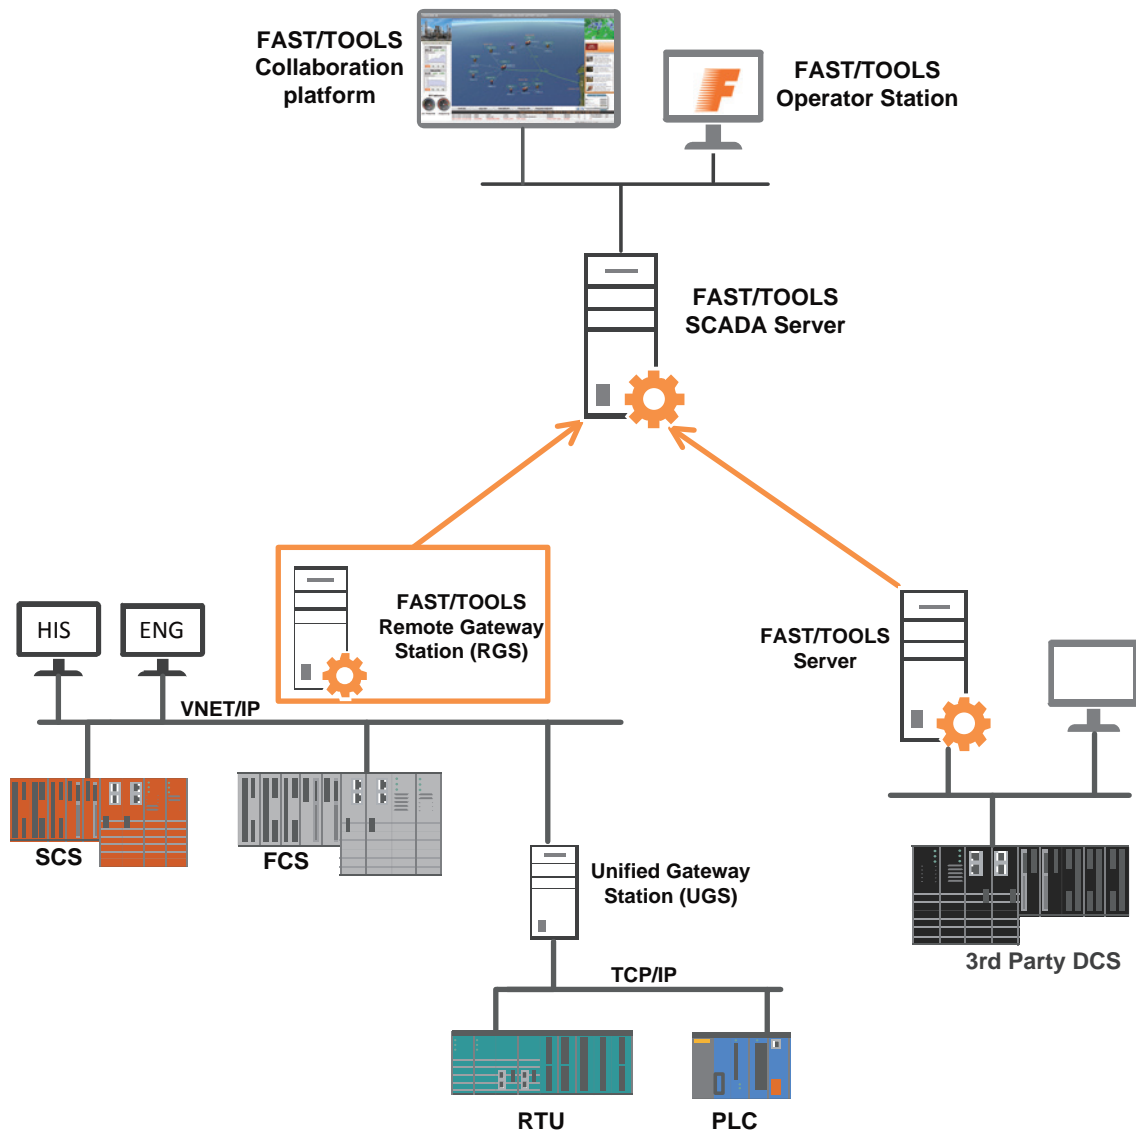 FAST/TOOLS
Collaboration
platform
FAST/TOOLS
Operator Station
FAST/TOOLS
SCADA Server
FAST/TOOLS
Remote Gateway
Station (RGS)
HIS
ENG
FAST/TOOLS
Server
VNET/IP
SCS
FCS
Unified Gateway
Station (UGS)
3rd Party DCS
TCP/IP
RTU
PLC